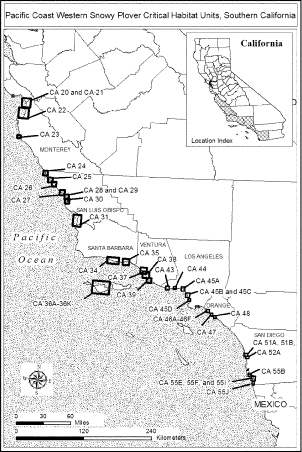 Pacific Coast Western Snowy Plover Critical Habitat Units, Southern California
California
Location Index
CA 20 and CA 21
CA 22
CA 23
MONTEREY
CA 24
CA 25
CA 26
CA 27
CA 28 and CA 29
CA 30
SAN LUIS OBISPO
CA 31
Pacific
Ocean
SANTA BARBARA
VENTURA
LOS ANGELES
CA 34
CA 35
CA 37
CA 38
CA 43
CA 44
CA 36A-36K
CA 39
CA 45A
CA 45B and 45C
CA 45D
ORANGE
CA 46A-46F
CA 47
CA 48
SAN DIEGO
CA 51A, 51B,
CA 52A
CA 55B
CA 55E, 55F, and 55I
CA 55J
MEXICO
0 30 60
Miles
0 120 240
Kilometers